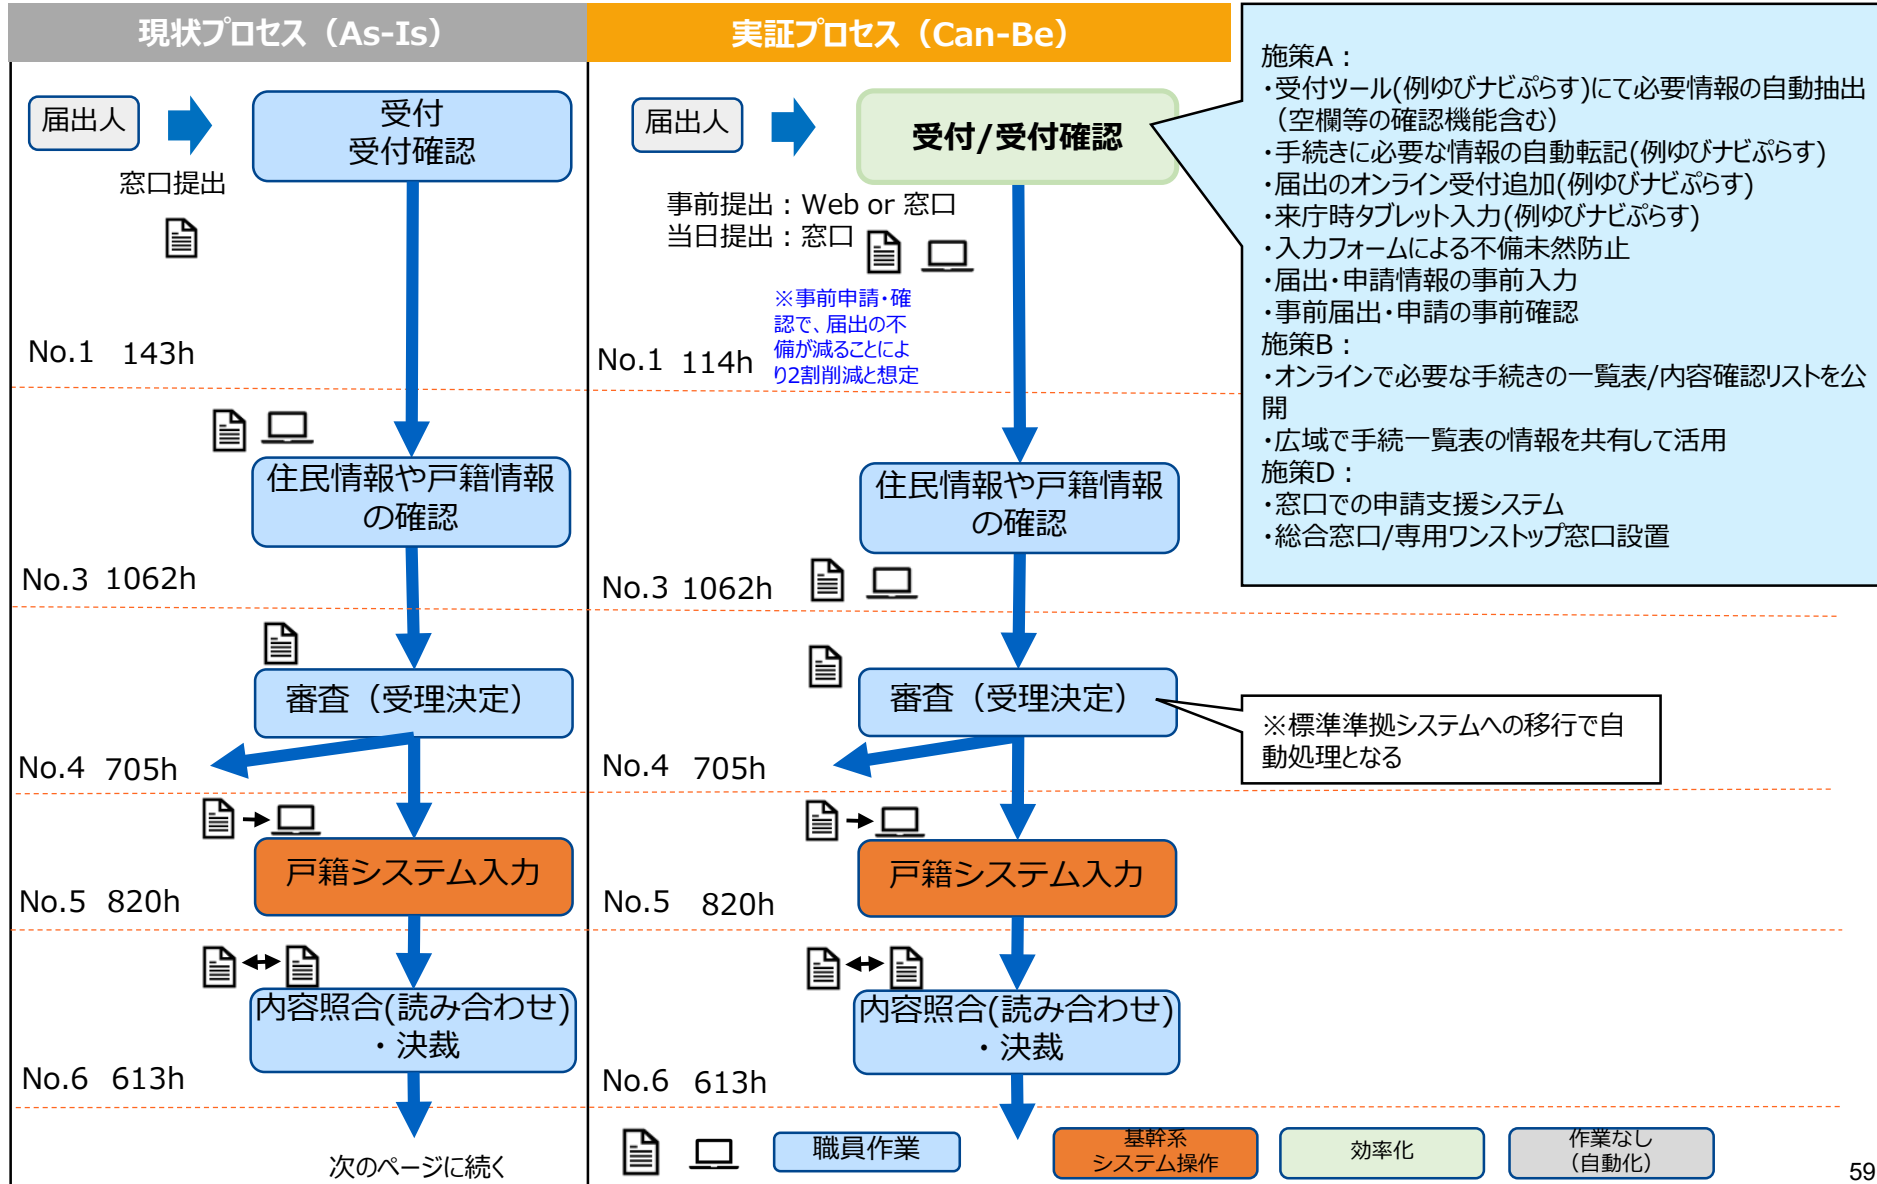 現状プロセス（As-Is）
届出人
受付
受付確認
窓口提出
No.1 143h
住民情報や戸籍情報
の確認
No.3 1062h
審査（受理決定）
No.4 705h
戸籍システム入力
No.5 820h
内容照合(読み合わせ)
・決裁
No.6 613h
次のページに続く
実証プロセス（Can-Be）
届出人
受付/受付確認
事前提出：Web or 窓口
当日提出：窓口
※事前申請・確
認で、届出の不
備が減ることによ
り2割削減と想定
No.1 114h
住民情報や戸籍情報
の確認
No.3 1062h
審査（受理決定）
No.4 705h
戸籍システム入力
No.5 820h
内容照合(読み合わせ)
・決裁
No.6 613h
施策A：
・受付ツール(例ゆびナビぷらす)にて必要情報の自動抽出
（空欄等の確認機能含む）
・手続きに必要な情報の自動転記(例ゆびナビぷらす)
・届出のオンライン受付追加(例ゆびナビぷらす)
・来庁時タブレット入力(例ゆびナビぷらす)
・入力フォームによる不備未然防止
・届出・申請情報の事前入力
・事前届出・申請の事前確認
施策B：
・オンラインで必要な手続きの一覧表/内容確認リストを公
開
・広域で手続一覧表の情報を共有して活用
施策D：
・窓口での申請支援システム
・総合窓口/専用ワンストップ窓口設置
※標準準拠システムへの移行で自
動処理となる
職員作業
基幹系
システム操作
効率化
作業なし
（自動化）
59